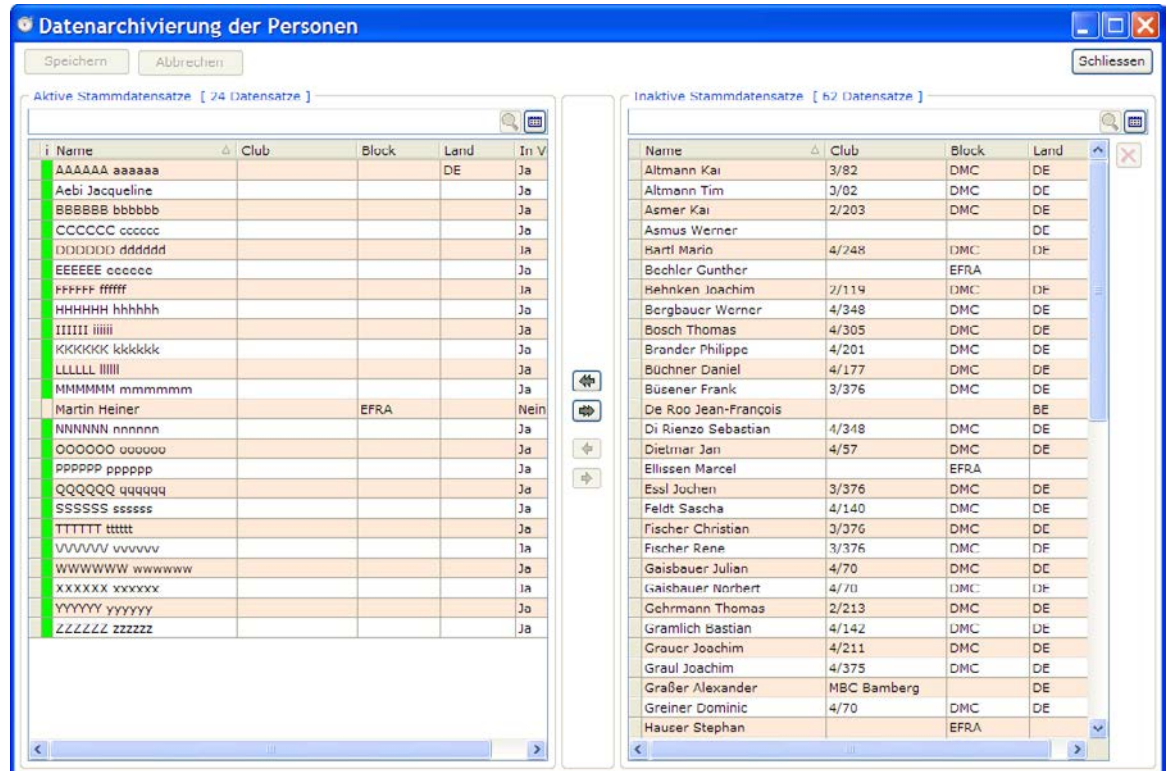 Datenarchivierung der Personen
Speichern Abbrechen Schliessen
Aktive Stammdatensätze [ 24 Datensätze ]
i Name Club Block Land In V
AAAAAA aaaaaa DE Ja
Aebi Jacqueline Ja
BBBBBB bbbbbb Ja
CCCCCC cccccc Ja
DDDDDD dddddd Ja
EEEEEE eeeeee Ja
FFFFFF ffffff Ja
HHHHHH hhhhhh Ja
IIIIII iiiiii Ja
KKKKKK kkkkkk Ja
LLLLLL llllll Ja
MMMMMM mmmmmm Ja
Martin Heiner EFRA Nein
NNNNNN nnnnnn Ja
OOOOOO oooooo Ja
PPPPPP pppppp Ja
QQQQQQ qqqqqq Ja
SSSSSS ssssss Ja
TTTTTT tttttt Ja
VVVVVV vvvvvv Ja
WWWWWW wwwwww Ja
XXXXXX xxxxxx Ja
YYYYYY yyyyyy Ja
ZZZZZZ zzzzzz Ja
Inaktive Stammdatensätze [ 62 Datensätze ]
Name Club Block Land
Altmann Kai 3/82 DMC DE
Altmann Tim 3/82 DMC DE
Asmer Kai 2/203 DMC DE
Asmus Werner DE
Bartl Mario 4/248 DMC DE
Bechler Gunther EFRA
Behnken Joachim 2/119 DMC DE
Bergbauer Werner 4/348 DMC DE
Bosch Thomas 4/305 DMC DE
Brander Philippe 4/201 DMC DE
Büchner Daniel 4/177 DMC DE
Büsener Frank 3/376 DMC DE
De Roo Jean-François BE
Di Rienzo Sebastian 4/348 DMC DE
Dietmar Jan 4/57 DMC DE
Ellissen Marcel EFRA
Essl Jochen 3/376 DMC DE
Feldt Sascha 4/140 DMC DE
Fischer Christian 3/376 DMC DE
Fischer Rene 3/376 DMC DE
Gaisbauer Julian 4/70 DMC DE
Gaisbauer Norbert 4/70 DMC DE
Gehrmann Thomas 2/213 DMC DE
Gramlich Bastian 4/142 DMC DE
Grauer Joachim 4/211 DMC DE
Graul Joachim 4/375 DMC DE
Graßer Alexander MBC Bamberg DE
Greiner Dominic 4/70 DMC DE
Hauser Stephan EFRA